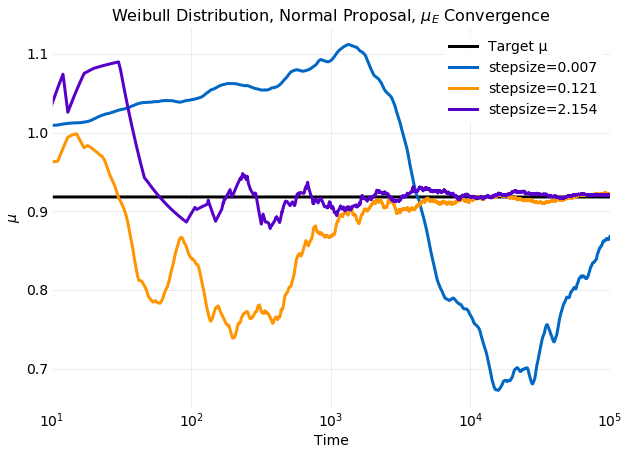 Weibull Distribution, Normal Proposal, $\mu_E$ Convergence
Target μ
stepsize=0.007
stepsize=0.121
stepsize=2.154
1.1
1.0
0.9
0.8
0.7
μ
10¹
10²
10³
10⁴
10⁵
Time